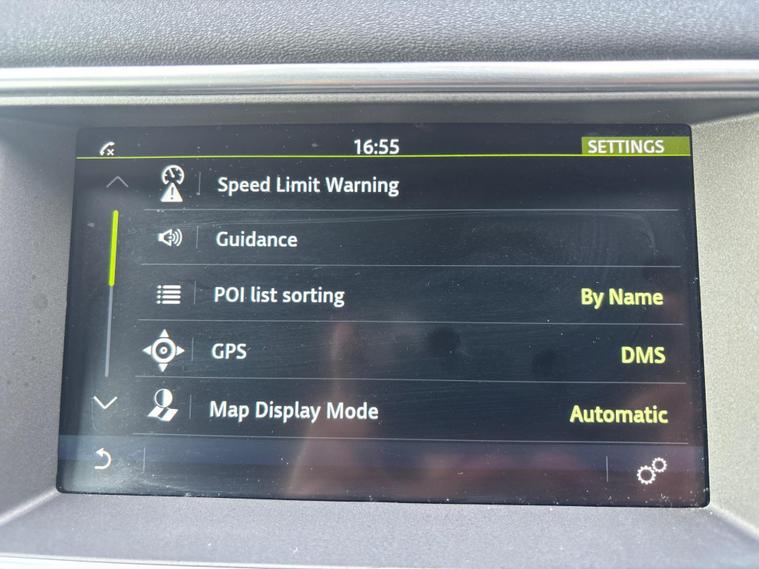 16:55
SETTINGS
Speed Limit Warning
Guidance
POI list sorting By Name
GPS DMS
Map Display Mode Automatic